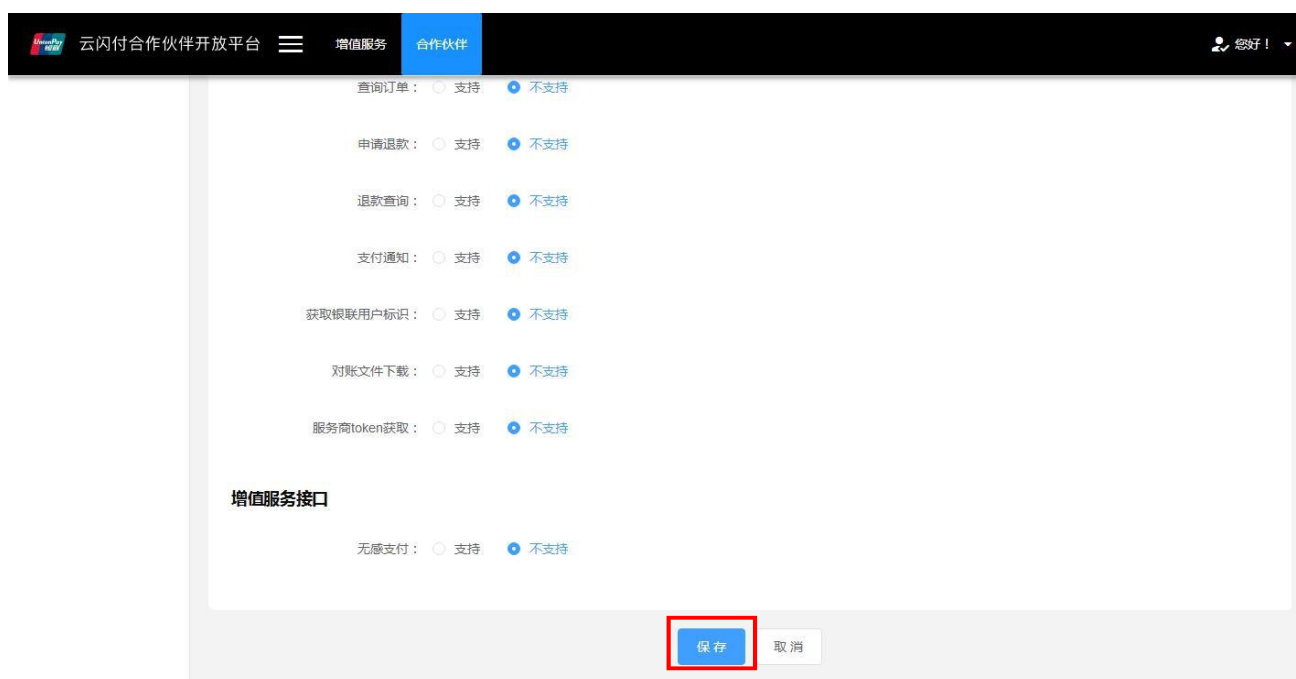 UnionPay 银联 云闪付合作伙伴开放平台 增值服务 合作伙伴 您好！
查询订单： 支持 不支持
申请退款： 支持 不支持
退款查询： 支持 不支持
支付通知： 支持 不支持
获取银联用户标识： 支持 不支持
对账文件下载： 支持 不支持
服务商token获取： 支持 不支持
增值服务接口
无感支付： 支持 不支持
保存 取消